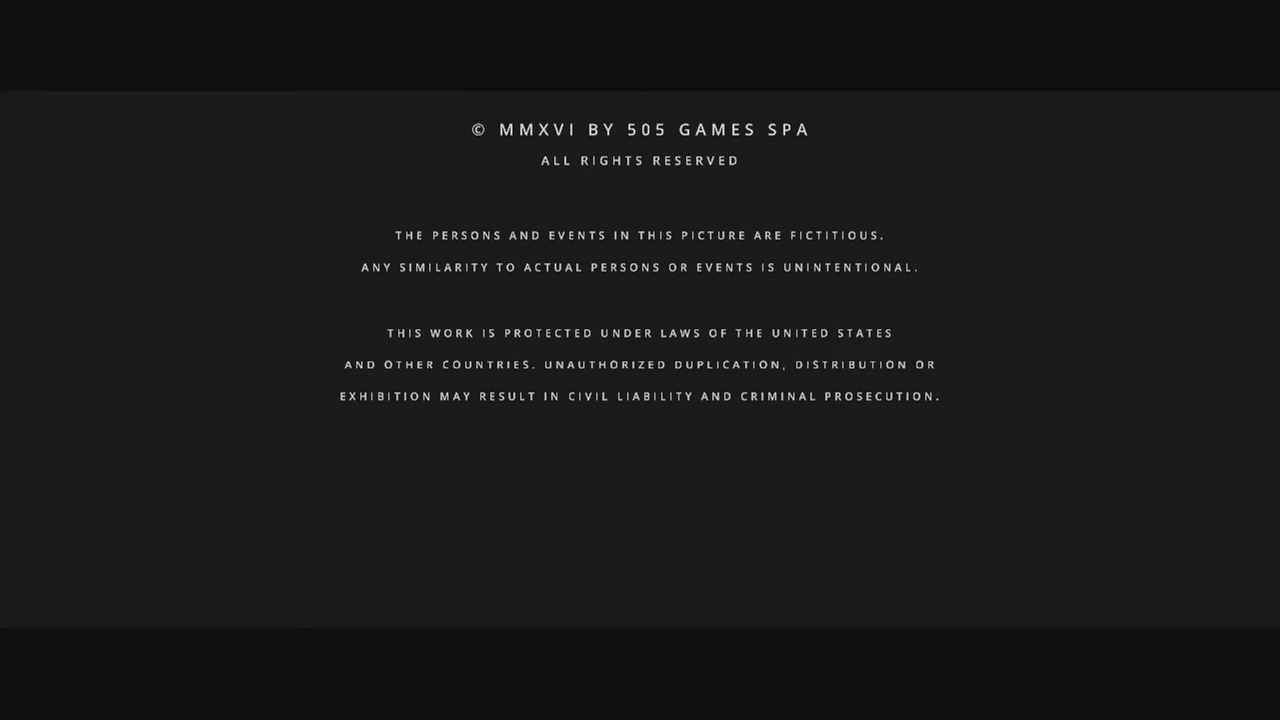 © MMXVI BY 505 GAMES SPA
ALL RIGHTS RESERVED
THE PERSONS AND EVENTS IN THIS PICTURE ARE FICTITIOUS.
ANY SIMILARITY TO ACTUAL PERSONS OR EVENTS IS UNINTENTIONAL.
THIS WORK IS PROTECTED UNDER LAWS OF THE UNITED STATES
AND OTHER COUNTRIES. UNAUTHORIZED DUPLICATION, DISTRIBUTION OR
EXHIBITION MAY RESULT IN CIVIL LIABILITY AND CRIMINAL PROSECUTION.